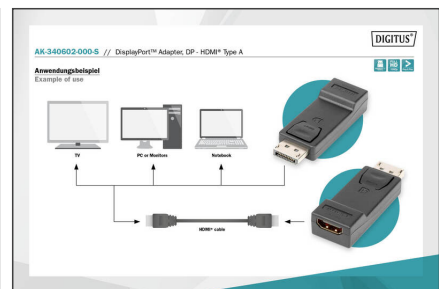 DIGITUS®
AK-340602-000-S // DisplayPort™ Adapter, DP - HDMI® Type A
Anwendungsbeispiel
Example of use
TV
PC or Monitors
Notebook
HDMI® cable